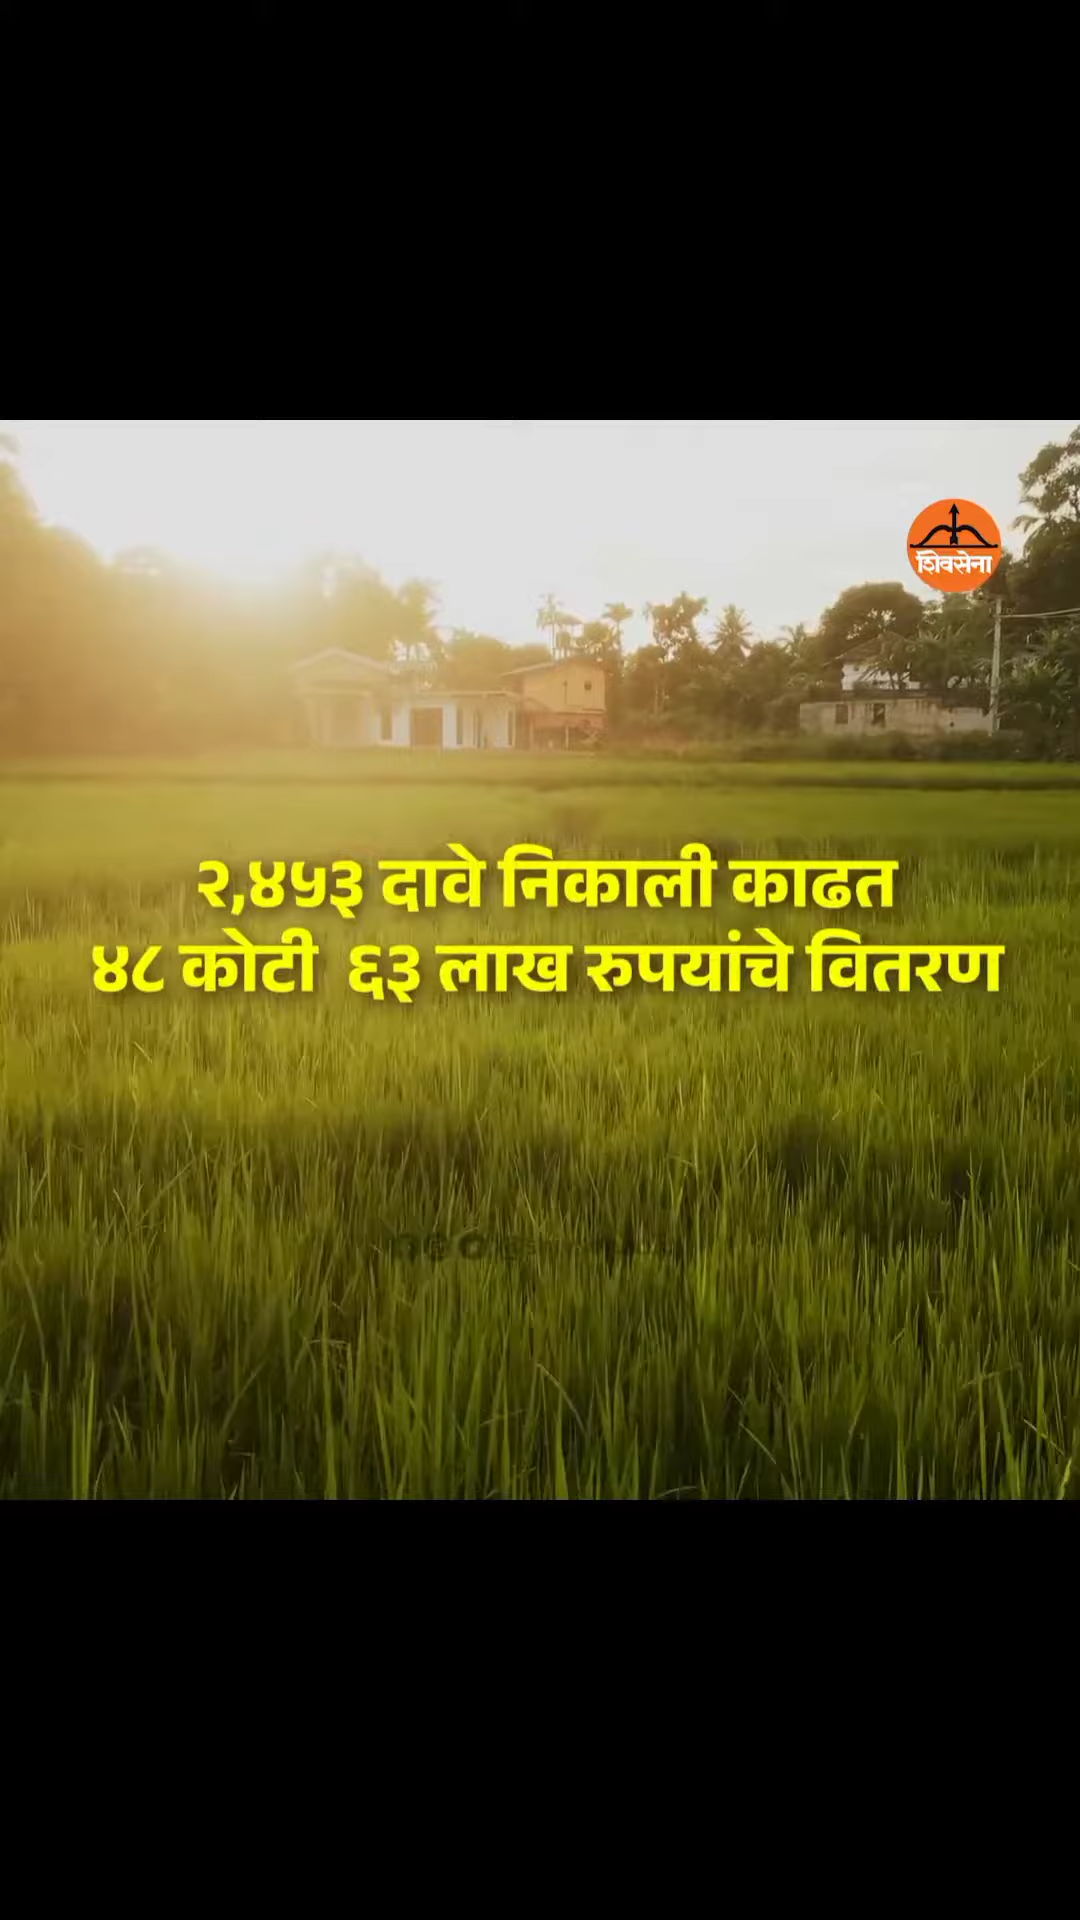 शिवसेना
२,४५३ दावे निकाली काढत
४८ कोटी ६३ लाख रुपयांचे वितरण